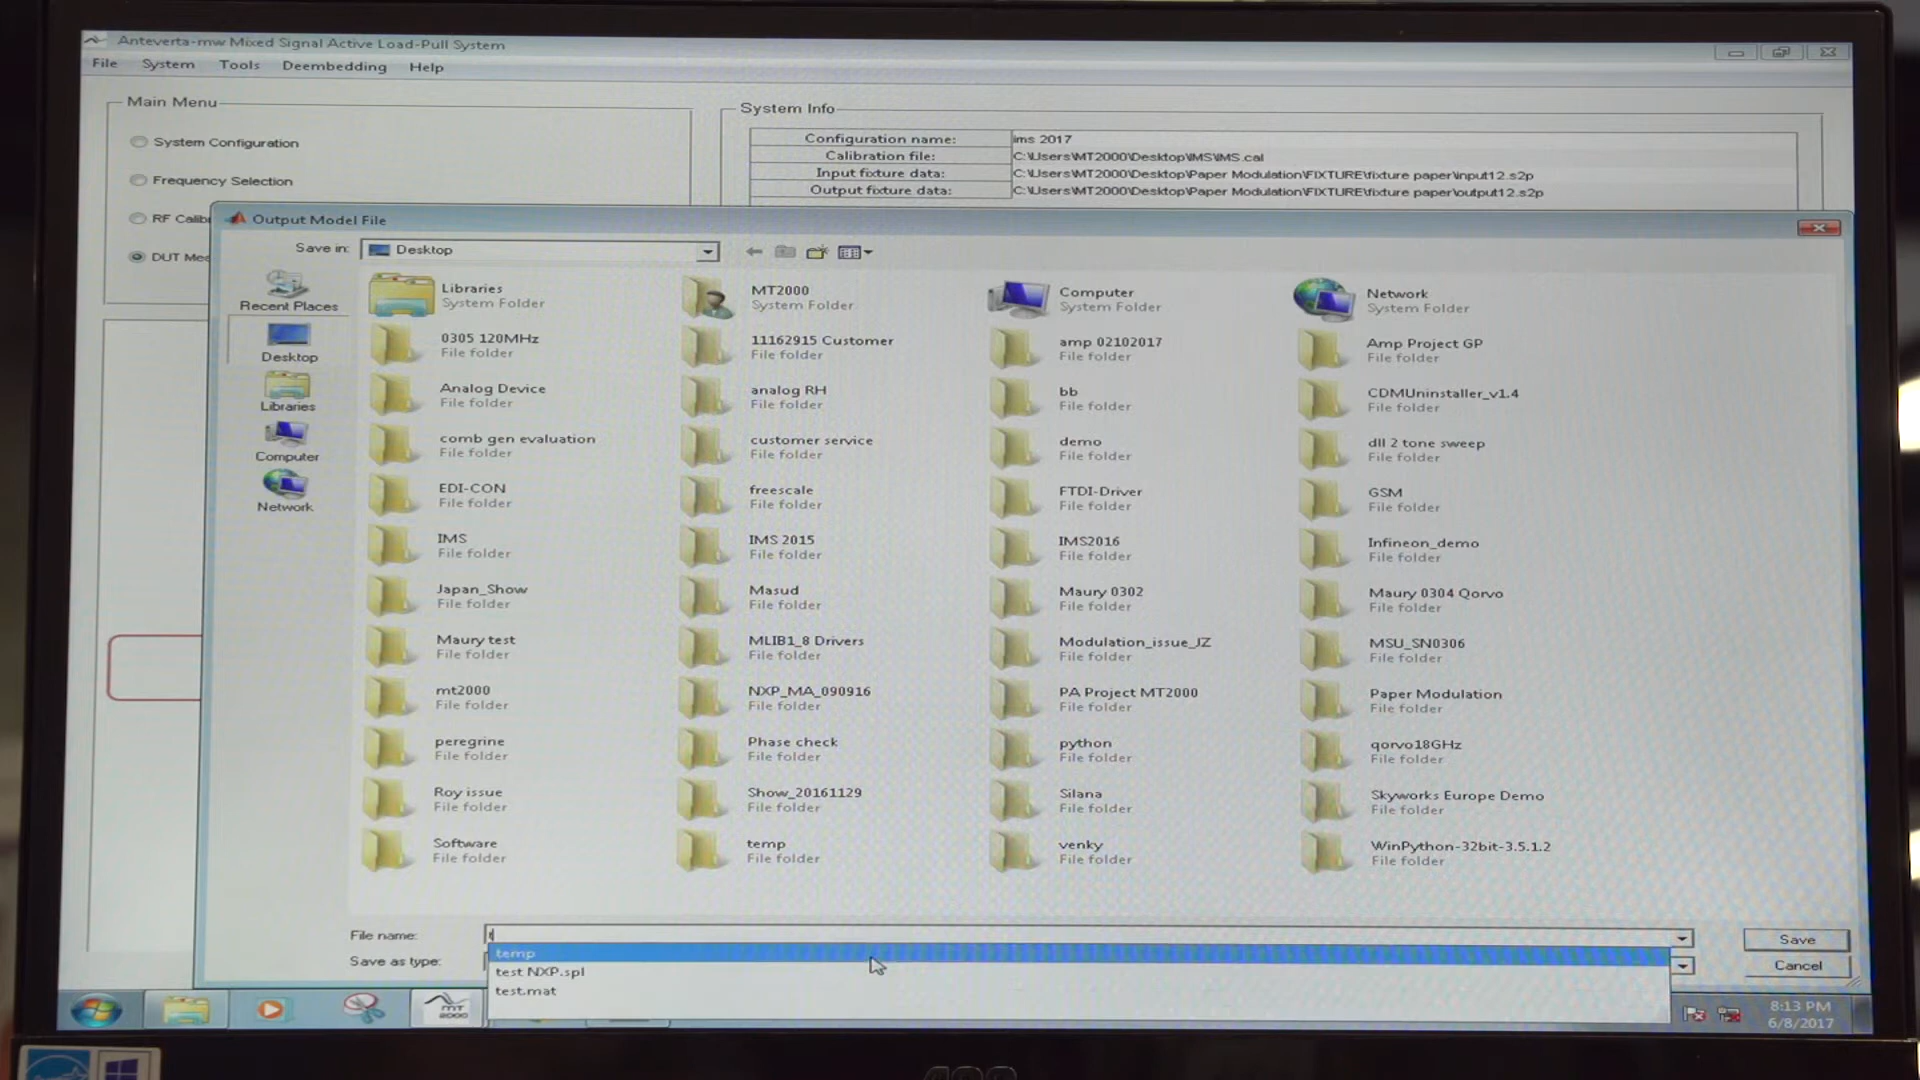 Anteverta-mw Mixed Signal Active Load-Pull System
File System Tools Deembedding Help
Main Menu
System Configuration
Frequency Selection
RF Calib
DUT Mea
System Info
Configuration name: ims 2017
Calibration file: C:\Users\MT2000\Desktop\IMS\IMS.cal
Input fixture data: C:\Users\MT2000\Desktop\Paper Modulation\FIXTURE\fixture paper\input12.s2p
Output fixture data: C:\Users\MT2000\Desktop\Paper Modulation\FIXTURE\fixture paper\output12.s2p
Output Model File
Save in: Desktop
Recent Places
Desktop
Libraries
Computer
Network
Libraries MT2000 Computer Network
System Folder System Folder System Folder System Folder
0305 120MHz 11162915 Customer amp 02102017 Amp Project GP
File folder File folder File folder File folder
Analog Device analog RH bb CDMUninstaller_v1.4
File folder File folder File folder File folder
comb gen evaluation customer service demo dll 2 tone sweep
File folder File folder File folder File folder
EDI-CON freescale FTDI-Driver GSM
File folder File folder File folder File folder
IMS IMS 2015 IMS2016 Infineon_demo
File folder File folder File folder File folder
Japan_Show Masud Maury 0302 Maury 0304 Qorvo
File folder File folder File folder File folder
Maury test MLIB1_8 Drivers Modulation_issue_JZ MSU_SN0306
File folder File folder File folder File folder
mt2000 NXP_MA_090916 PA Project MT2000 Paper Modulation
File folder File folder File folder File folder
peregrine Phase check python qorvo18GHz
File folder File folder File folder File folder
Roy issue Show_20161129 Silana Skyworks Europe Demo
File folder File folder File folder File folder
Software temp venky WinPython-32bit-3.5.1.2
File folder File folder File folder File folder
File name: t
Save
temp
Save as type:
Cancel
test NXP.spl
test.mat
MT
2000
8:13 PM
6/8/2017